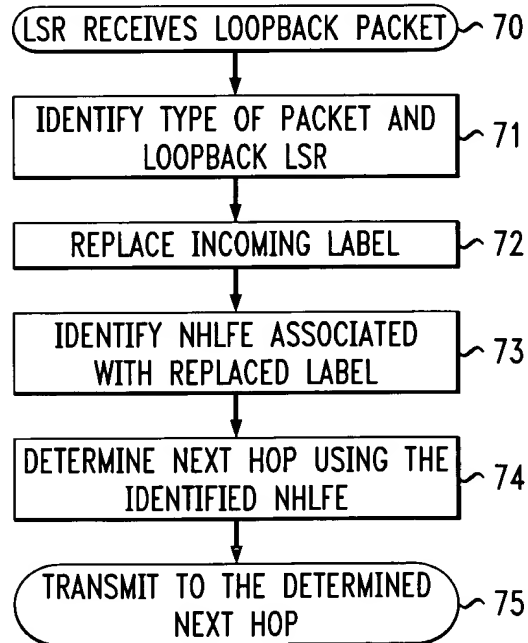 LSR RECEIVES LOOPBACK PACKET 70
IDENTIFY TYPE OF PACKET AND
LOOPBACK LSR
71
REPLACE INCOMING LABEL 72
IDENTIFY NHLFE ASSOCIATED
WITH REPLACED LABEL
73
DETERMINE NEXT HOP USING THE
IDENTIFIED NHLFE
74
TRANSMIT TO THE DETERMINED
NEXT HOP
75